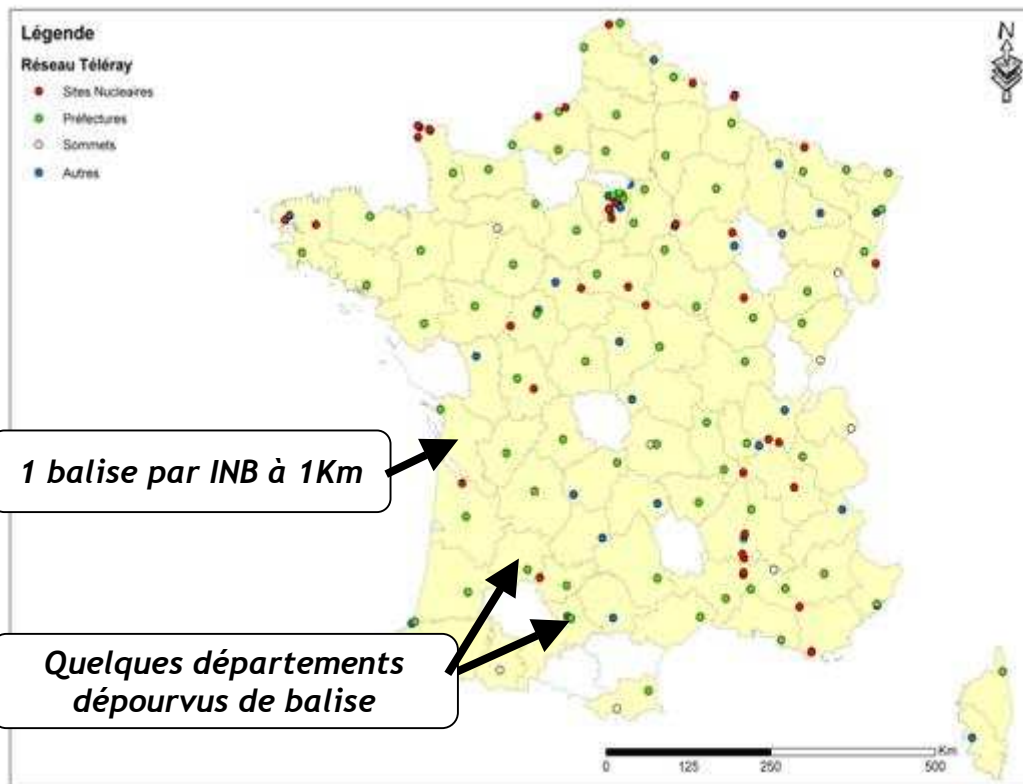 Légende
Réseau Téléray
Sites Nucleaires
Préfectures
Sommets
Autres
N
1 balise par INB à 1Km
Quelques départements
dépourvus de balise
Km
0 125 250 500